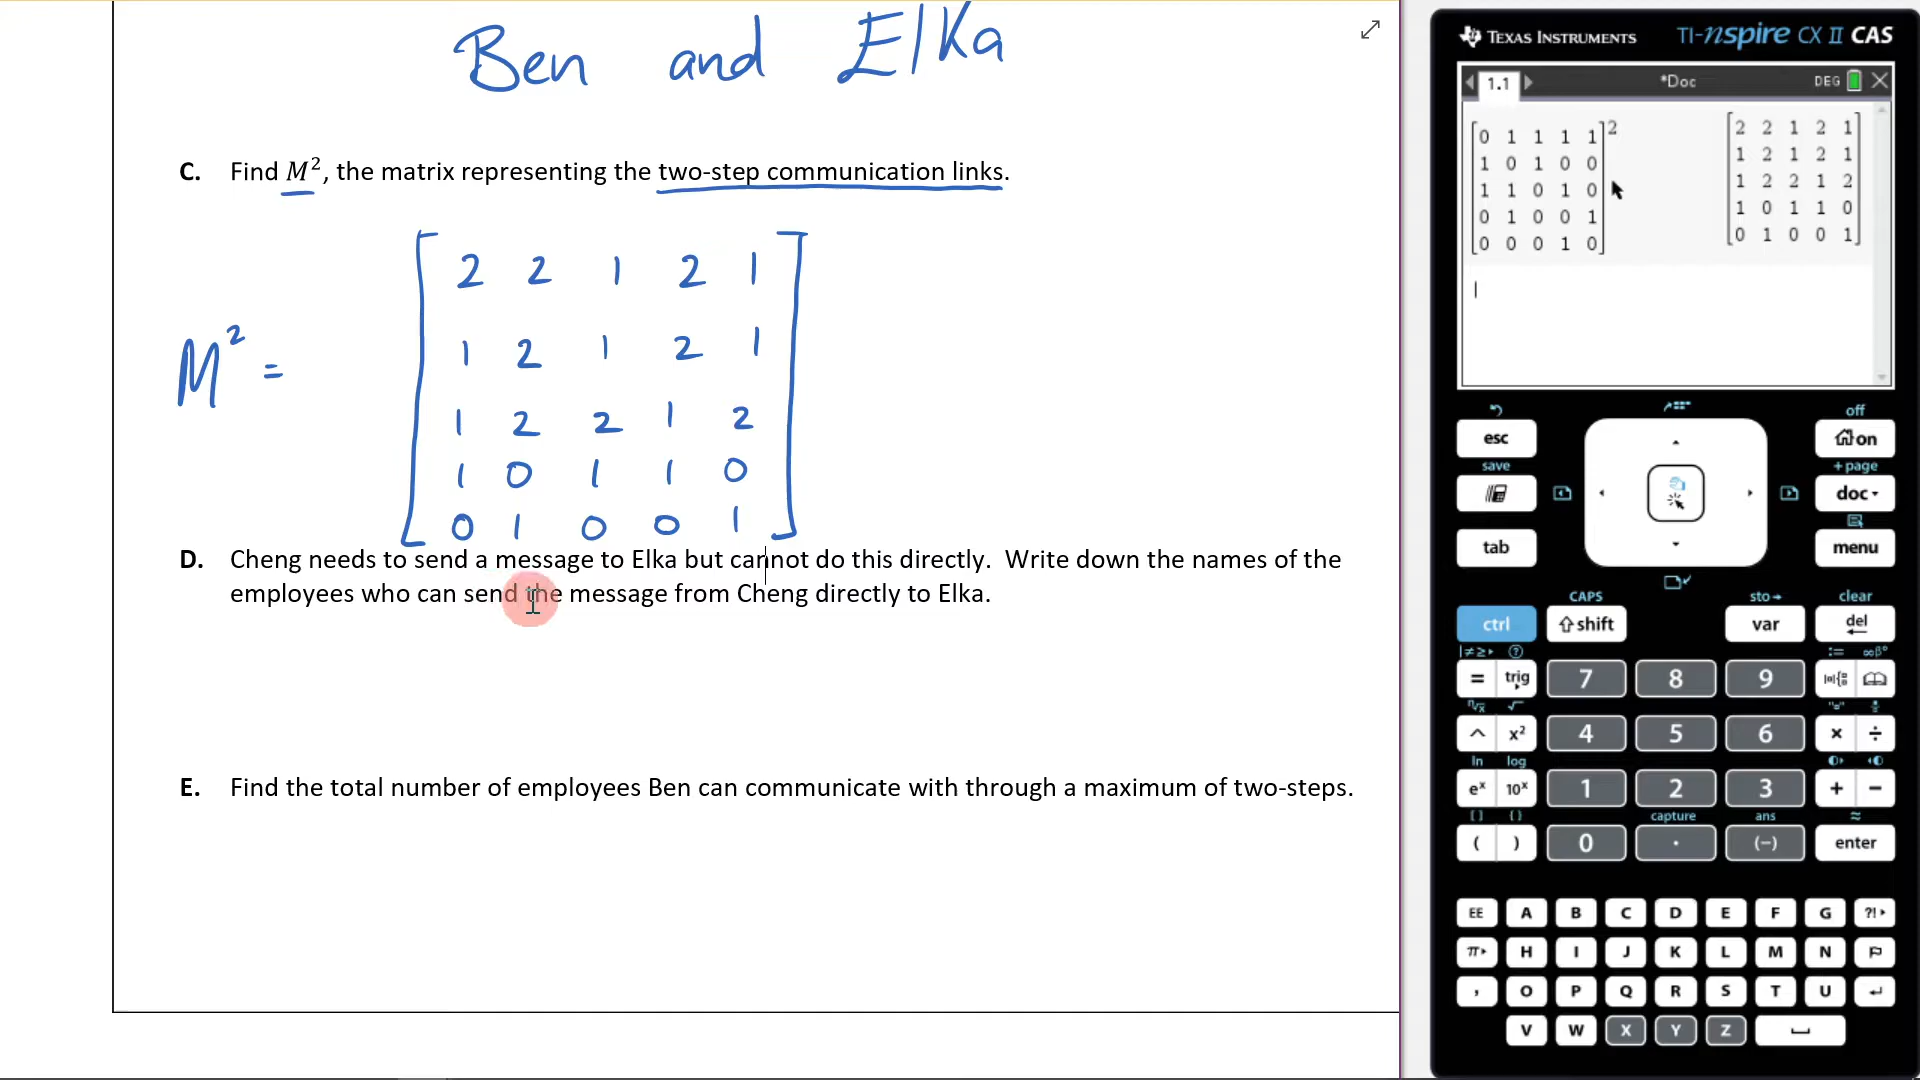 Ben and Elka
C. Find M², the matrix representing the two-step communication links.
M² =
2 2 1 2 1
1 2 1 2 1
1 2 2 1 2
1 0 1 1 0
0 1 0 0 1
D. Cheng needs to send a message to Elka but cannot do this directly. Write down the names of the
employees who can send the message from Cheng directly to Elka.
E. Find the total number of employees Ben can communicate with through a maximum of two-steps.
TEXAS INSTRUMENTS TI-nspire CX II CAS
1.1 *Doc DEG
0 1 1 1 1 2
1 0 1 0 0
1 1 0 1 0
0 1 0 0 1
0 0 0 1 0
2 2 1 2 1
1 2 1 2 1
1 2 2 1 2
1 0 1 1 0
0 1 0 0 1
off
esc on
save + page
doc
tab menu
CAPS sto clear
ctrl shift var del
= trig 7 8 9
^ x² 4 5 6 × ÷
ln log
eˣ 10ˣ 1 2 3 + −
[ ] { } capture ans ≈
( ) 0 . (−) enter
EE A B C D E F G ?!
π H I J K L M N
, O P Q R S T U
V W X Y Z